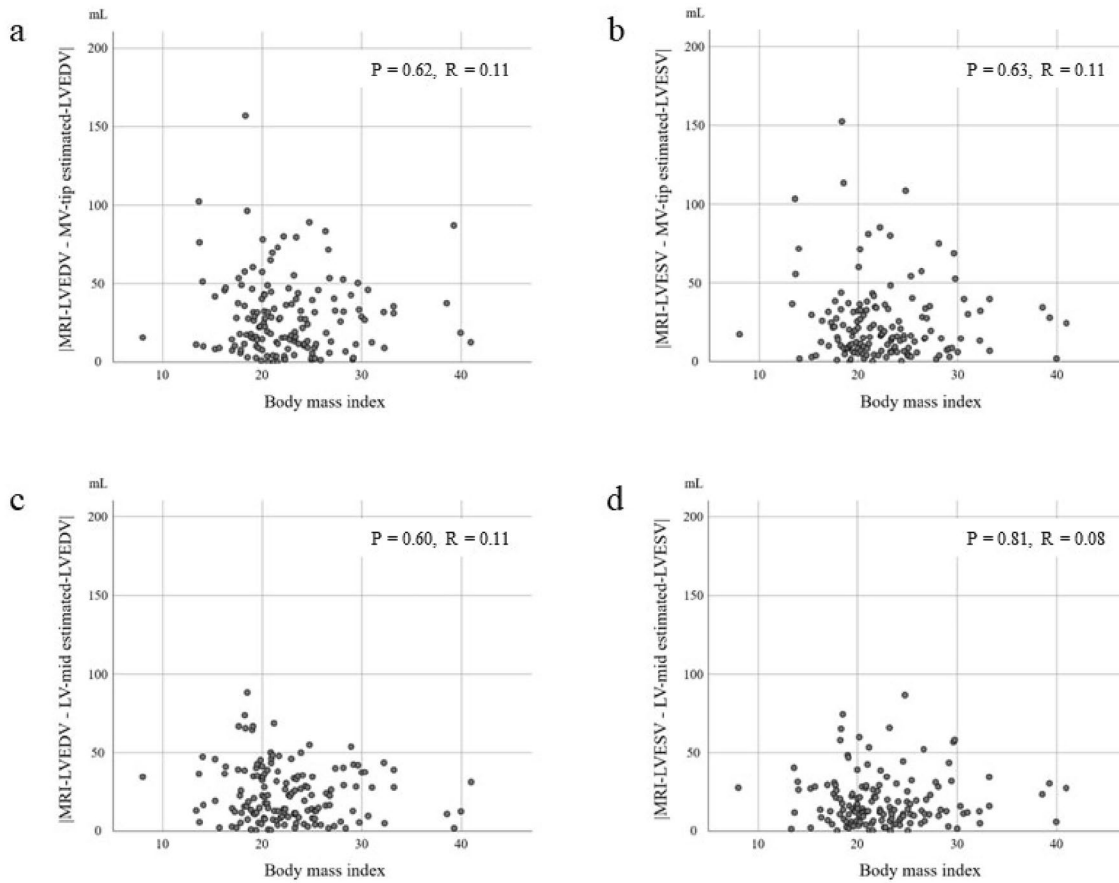 a
mL
|MRI-LVEDV - MV-tip estimated-LVEDV|
P = 0.62, R = 0.11
200
150
100
50
0
10 20 30 40
Body mass index
b
mL
|MRI-LVESV - MV-tip estimated-LVESV|
P = 0.63, R = 0.11
200
150
100
50
0
10 20 30 40
Body mass index
c
mL
|MRI-LVEDV - LV-mid estimated-LVEDV|
P = 0.60, R = 0.11
200
150
100
50
0
10 20 30 40
Body mass index
d
mL
|MRI-LVESV - LV-mid estimated-LVESV|
P = 0.81, R = 0.08
200
150
100
50
0
10 20 30 40
Body mass index